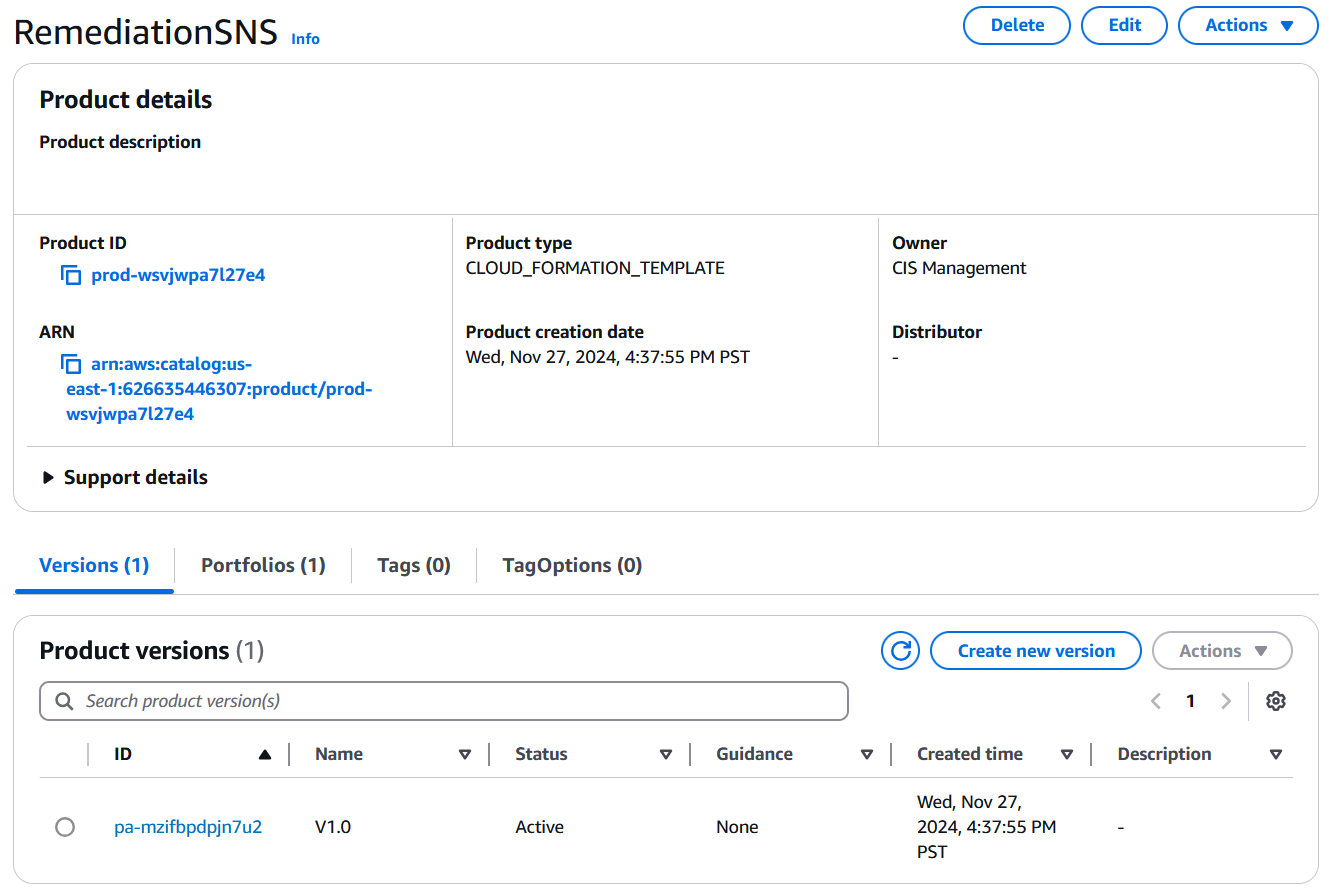 RemediationSNS Info
Delete
Edit
Actions
Product details
Product description
Product ID
prod-wsvjwpa7l27e4
Product type
CLOUD_FORMATION_TEMPLATE
Owner
CIS Management
ARN
arn:aws:catalog:us-
east-1:626635446307:product/prod-
wsvjwpa7l27e4
Product creation date
Wed, Nov 27, 2024, 4:37:55 PM PST
Distributor
-
Support details
Versions (1)
Portfolios (1)
Tags (0)
TagOptions (0)
Product versions (1)
Create new version
Actions
Search product version(s)
1
ID
Name
Status
Guidance
Created time
Description
pa-mzifbpdpjn7u2
V1.0
Active
None
Wed, Nov 27,
2024, 4:37:55 PM
PST
-